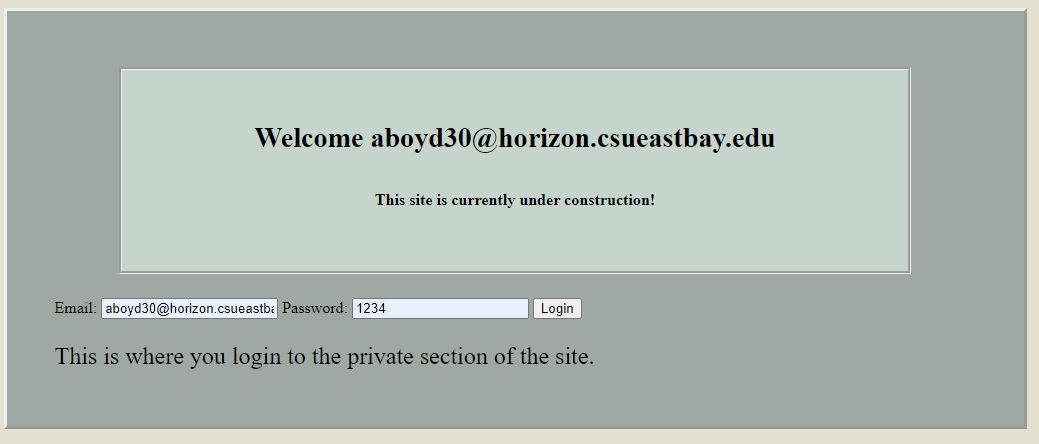 Welcome aboyd30@horizon.csueastbay.edu
This site is currently under construction!
Email: aboyd30@horizon.csueastba Password: 1234 Login
This is where you login to the private section of the site.